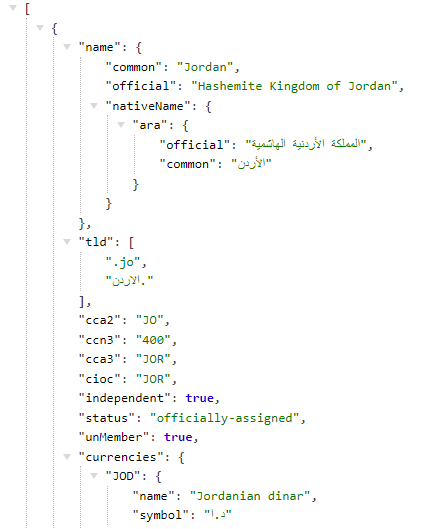 [
{
"name": {
"common": "Jordan",
"official": "Hashemite Kingdom of Jordan",
"nativeName": {
"ara": {
"official": "المملكة الأردنية الهاشمية",
"common": "الأردن"
}
}
},
"tld": [
".jo",
"الاردن."
],
"cca2": "JO",
"ccn3": "400",
"cca3": "JOR",
"cioc": "JOR",
"independent": true,
"status": "officially-assigned",
"unMember": true,
"currencies": {
"JOD": {
"name": "Jordanian dinar",
"symbol": "د.ا"